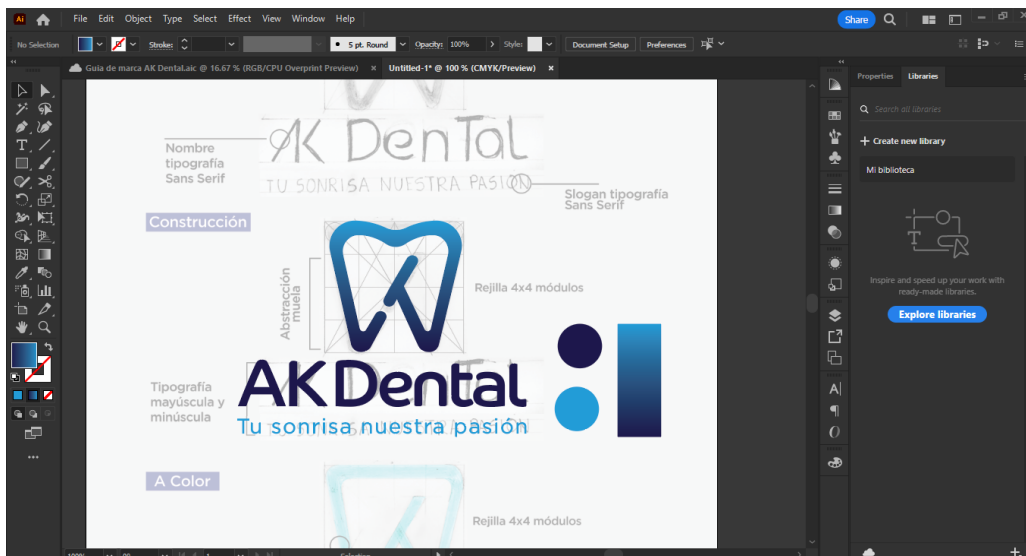 Ai
File Edit Object Type Select Effect View Window Help
Share
No Selection
Stroke:
5 pt. Round
Opacity: 100%
Style:
Document Setup
Preferences
Guia de marca AK Dental.aic @ 16.67 % (RGB/CPU Overprint Preview) ×
Untitled-1* @ 100 % (CMYK/Preview) ×
Properties
Libraries
Search all libraries
+ Create new library
Mi biblioteca
Inspire and speed up your work with
ready-made libraries.
Explore libraries
Nombre
tipografía
Sans Serif
AK DenTal
TU SONRISA NUESTRA PASIÓN
Slogan tipografía
Sans Serif
Construcción
Abstracción
muela
Rejilla 4x4 módulos
Tipografía
mayúscula y
minúscula
AK Dental
Tu sonrisa nuestra pasión
A Color
Rejilla 4x4 módulos
100%
Selection